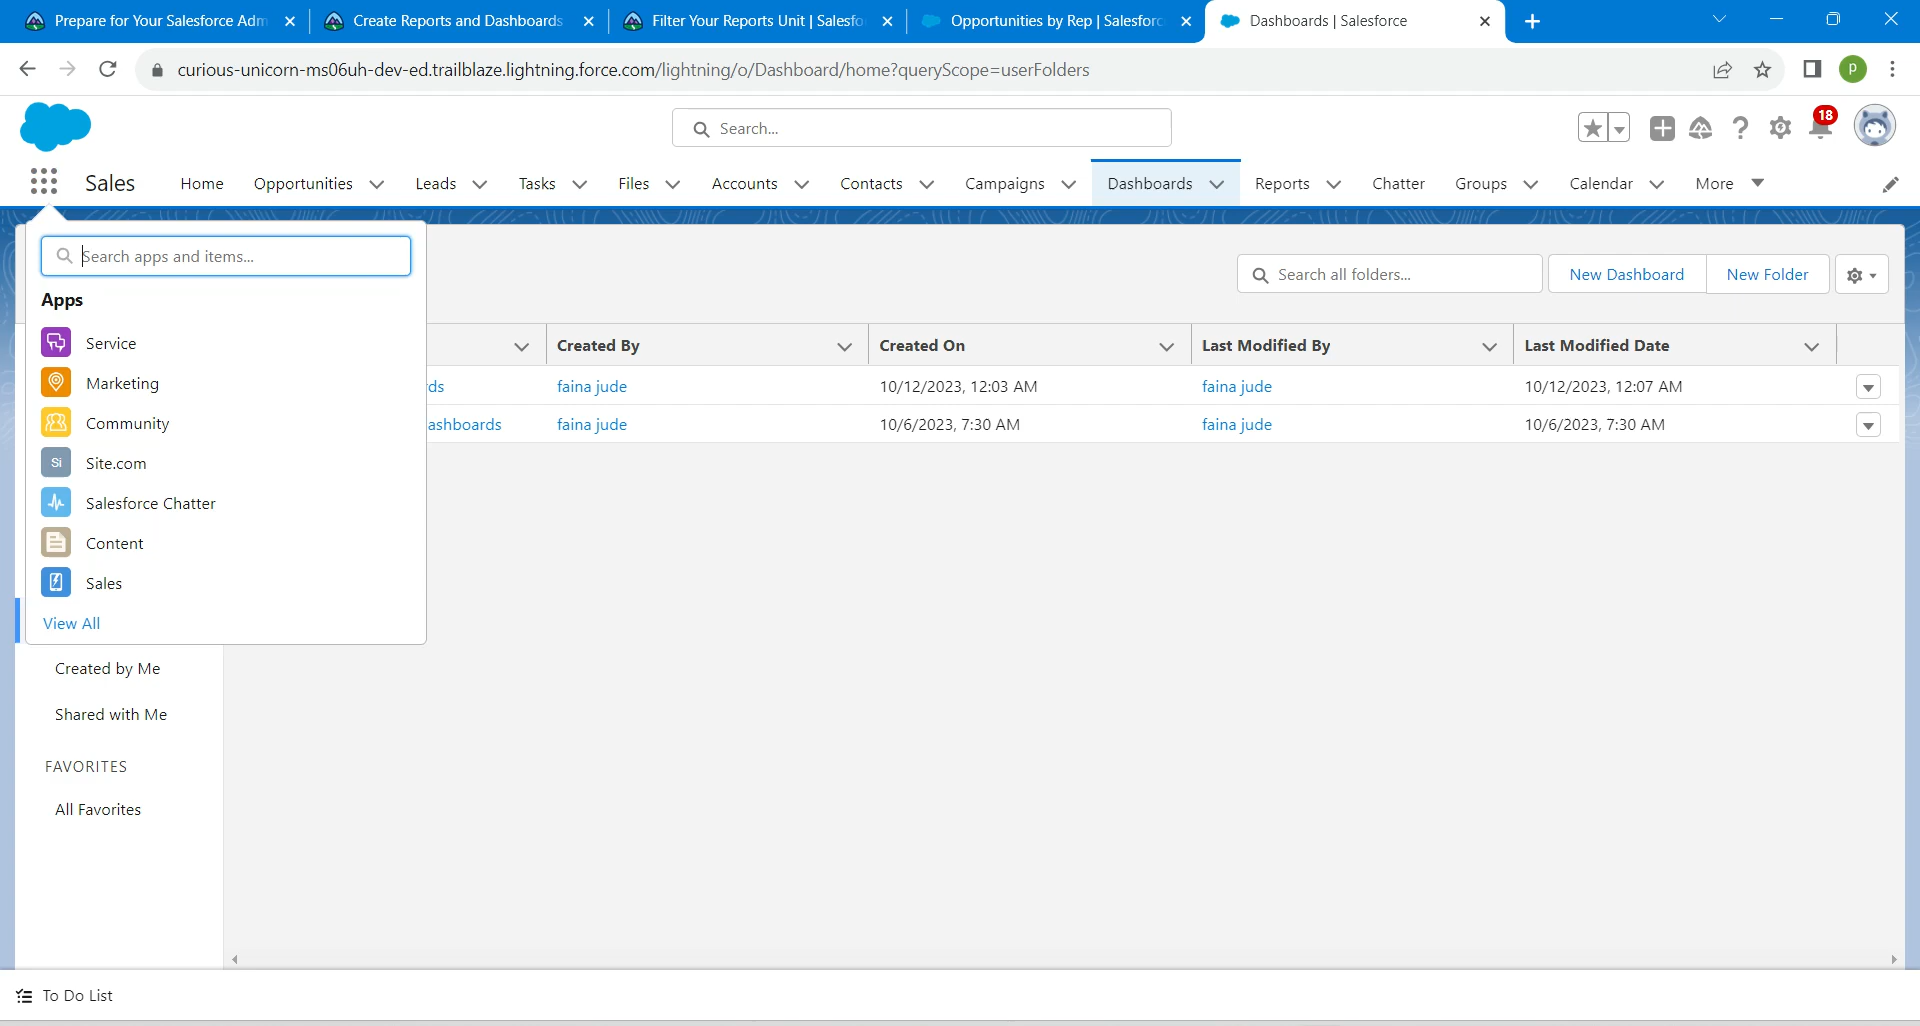 Prepare for Your Salesforce Adm
Create Reports and Dashboards
Filter Your Reports Unit | Salesfo
Opportunities by Rep | Salesforc
Dashboards | Salesforce
curious-unicorn-ms06uh-dev-ed.trailblaze.lightning.force.com/lightning/o/Dashboard/home?queryScope=userFolders
p
Search...
18
Sales
Home
Opportunities
Leads
Tasks
Files
Accounts
Contacts
Campaigns
Dashboards
Reports
Chatter
Groups
Calendar
More
Search apps and items...
Apps
Service
Marketing
Community
Si
Site.com
Salesforce Chatter
Content
Sales
View All
Search all folders...
New Dashboard
New Folder
Created By
Created On
Last Modified By
Last Modified Date
ds
faina jude
10/12/2023, 12:03 AM
faina jude
10/12/2023, 12:07 AM
ashboards
faina jude
10/6/2023, 7:30 AM
faina jude
10/6/2023, 7:30 AM
Created by Me
Shared with Me
FAVORITES
All Favorites
To Do List